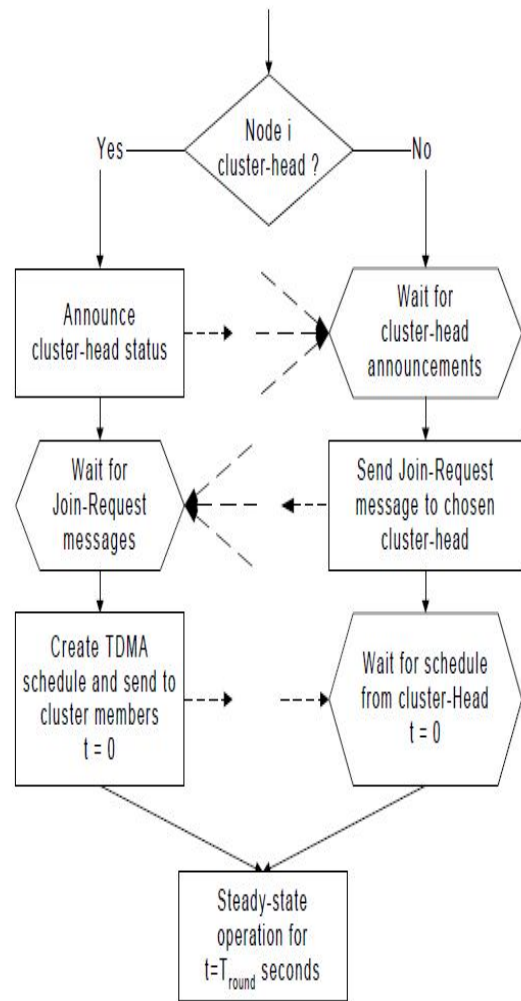 Node i
cluster-head ?
Yes
No
Announce
cluster-head status
Wait for
cluster-head
announcements
Wait for
Join-Request
messages
Send Join-Request
message to chosen
cluster-head
Create TDMA
schedule and send to
cluster members
t = 0
Wait for schedule
from cluster-Head
t = 0
Steady-state
operation for
t=Tround seconds